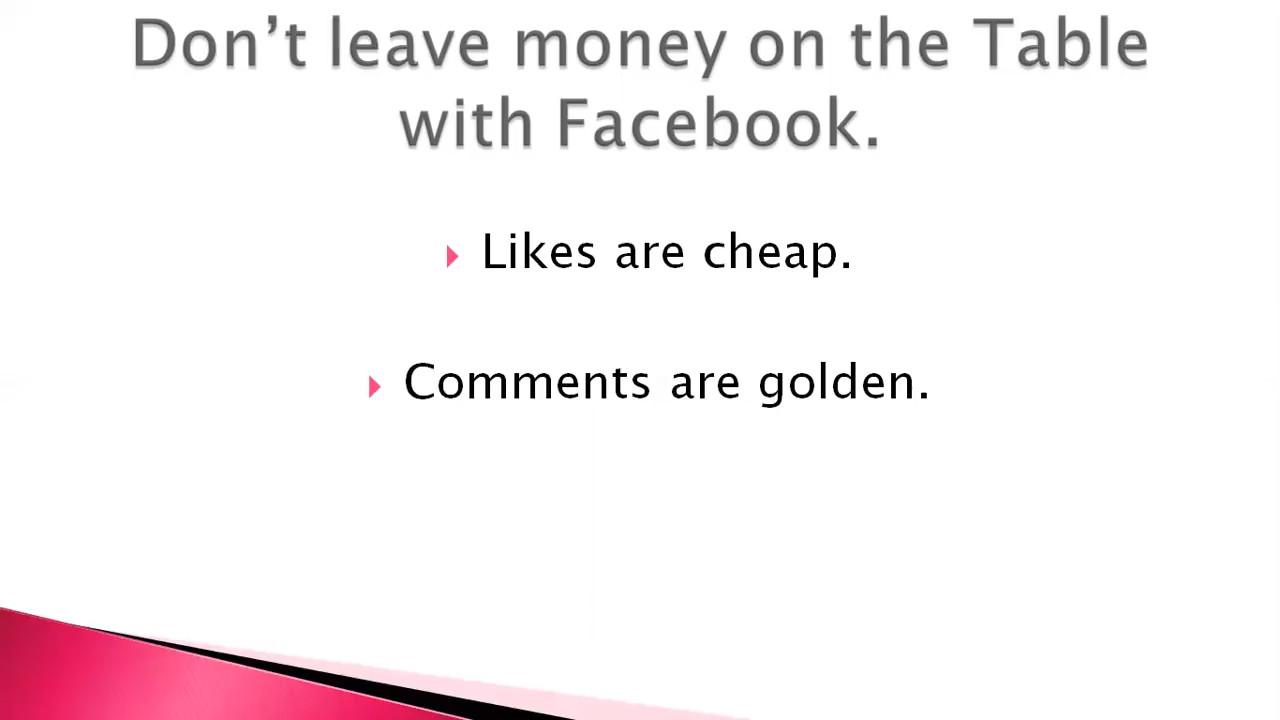 Don’t leave money on the Table
with Facebook.
Likes are cheap.
Comments are golden.